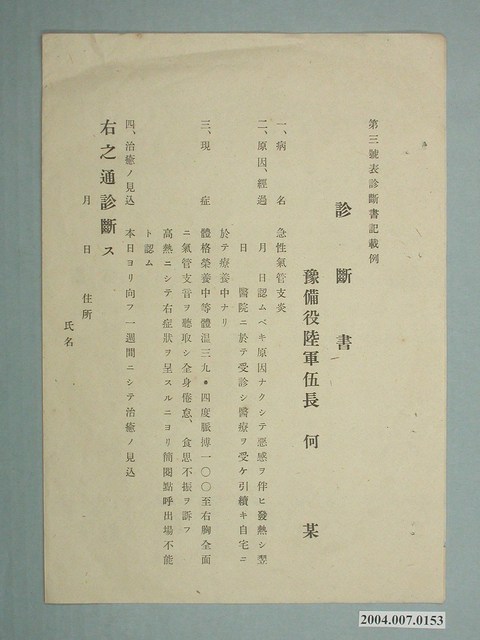 第三號表診斷書記載例
診斷書
豫備役陸軍伍長 何 某
一、病名 急性氣管支炎
二、原因、經過 月 日認ムベキ原因ナクシテ惡感ヲ伴ヒ發熱シ翌
日 醫院ニ於テ受診シ醫療ヲ受ケ引續キ自宅ニ
於テ療養中ナリ
三、現症 體格榮養中等體溫三九・四度脈搏一〇〇至右胸全面
ニ氣管支音ヲ聽取シ全身倦怠、食思不振ヲ訴フ
高熱ニシテ右症狀ヲ呈スルニヨリ簡閱點呼出場不能
ト認ム
四、治癒ノ見込 本日ヨリ向フ一週間ニシテ治癒ノ見込
右之通診斷ス
月 日 住所
氏名
2004.007.0153